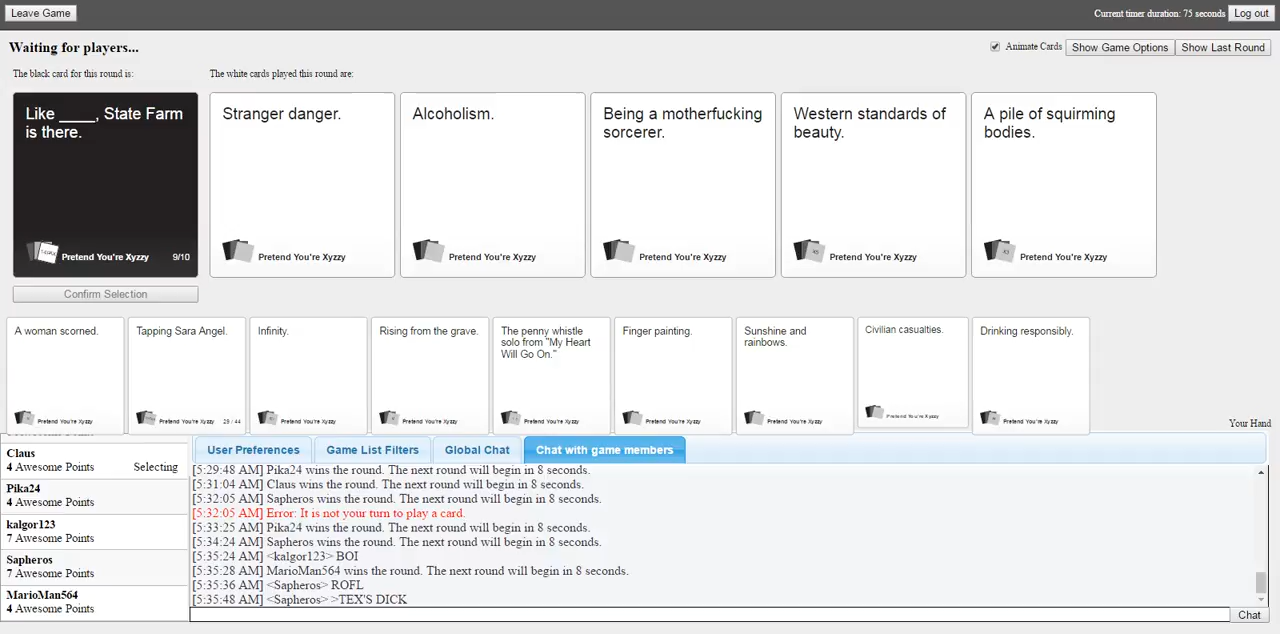 Leave Game
Current timer duration: 75 seconds
Log out
Waiting for players...
Animate Cards
Show Game Options
Show Last Round
The black card for this round is:
The white cards played this round are:
Like ____, State Farm
is there.
Pretend You're Xyzzy
9/10
Stranger danger.
Pretend You're Xyzzy
Alcoholism.
Pretend You're Xyzzy
Being a motherfucking
sorcerer.
Pretend You're Xyzzy
Western standards of
beauty.
Pretend You're Xyzzy
A pile of squirming
bodies.
Pretend You're Xyzzy
Confirm Selection
A woman scorned.
Pretend You're Xyzzy
Tapping Sara Angel.
Pretend You're Xyzzy
29 / 44
Infinity.
Pretend You're Xyzzy
Rising from the grave.
Pretend You're Xyzzy
The penny whistle
solo from "My Heart
Will Go On."
Pretend You're Xyzzy
Finger painting.
Pretend You're Xyzzy
Sunshine and
rainbows.
Pretend You're Xyzzy
Civilian casualties.
Pretend You're Xyzzy
Drinking responsibly.
Pretend You're Xyzzy
Your Hand
Claus
4 Awesome Points
Selecting
Pika24
4 Awesome Points
kalgor123
7 Awesome Points
Sapheros
7 Awesome Points
MarioMan564
4 Awesome Points
User Preferences
Game List Filters
Global Chat
Chat with game members
[5:29:48 AM] Pika24 wins the round. The next round will begin in 8 seconds.
[5:31:04 AM] Claus wins the round. The next round will begin in 8 seconds.
[5:32:05 AM] Sapheros wins the round. The next round will begin in 8 seconds.
[5:32:05 AM] Error: It is not your turn to play a card.
[5:33:25 AM] Pika24 wins the round. The next round will begin in 8 seconds.
[5:34:24 AM] Sapheros wins the round. The next round will begin in 8 seconds.
[5:35:24 AM] <kalgor123> BOI
[5:35:28 AM] MarioMan564 wins the round. The next round will begin in 8 seconds.
[5:35:36 AM] <Sapheros> ROFL
[5:35:48 AM] <Sapheros> >TEX'S DICK
Chat